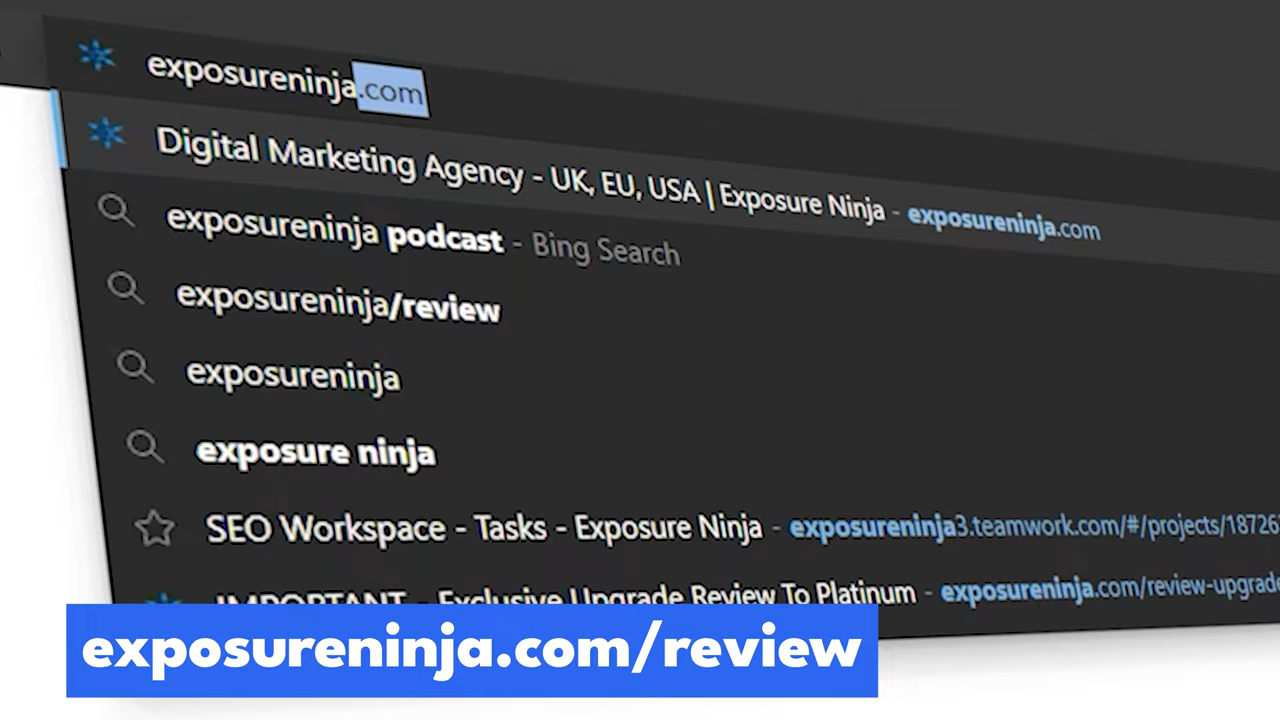 exposureninja.com
Digital Marketing Agency - UK, EU, USA | Exposure Ninja - exposureninja.com
exposureninja podcast - Bing Search
exposureninja/review
exposureninja
exposure ninja
SEO Workspace - Tasks - Exposure Ninja - exposureninja3.teamwork.com/#/projects/18726
IMPORTANT - Exclusive Upgrade Review To Platinum - exposureninja.com/review-upgrade
exposureninja.com/review